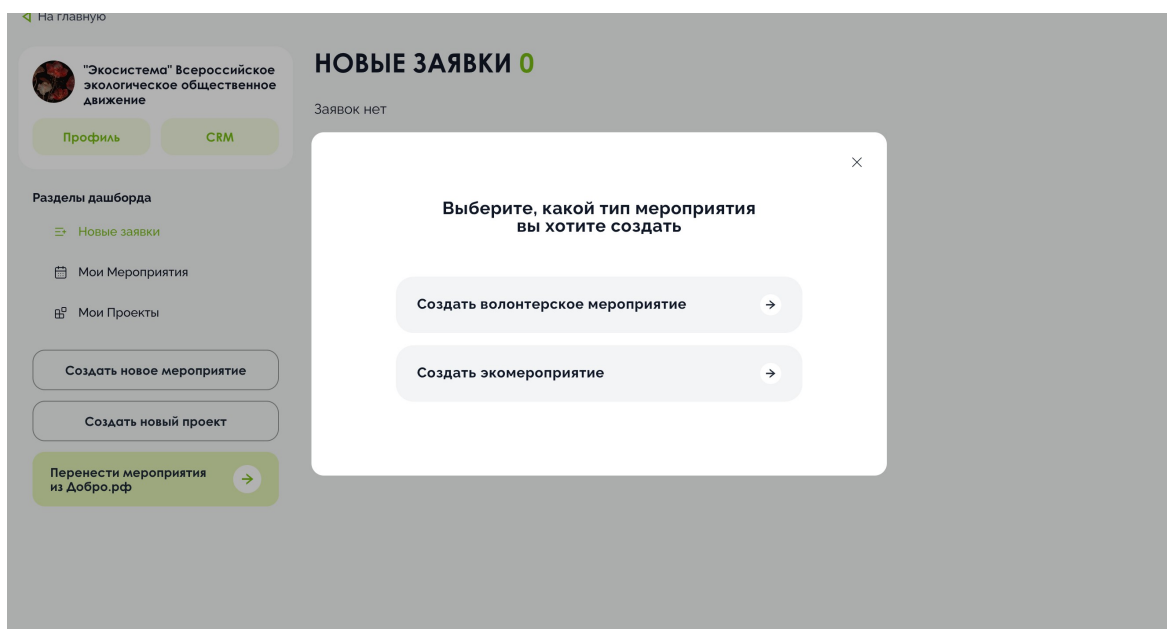 На главную
"Экосистема" Всероссийское
экологическое общественное
движение
Профиль
CRM
Разделы дашборда
Новые заявки
Мои Мероприятия
Мои Проекты
Создать новое мероприятие
Создать новый проект
Перенести мероприятия
из Добро.рф
НОВЫЕ ЗАЯВКИ 0
Заявок нет
Выберите, какой тип мероприятия
вы хотите создать
Создать волонтерское мероприятие
Создать экомероприятие